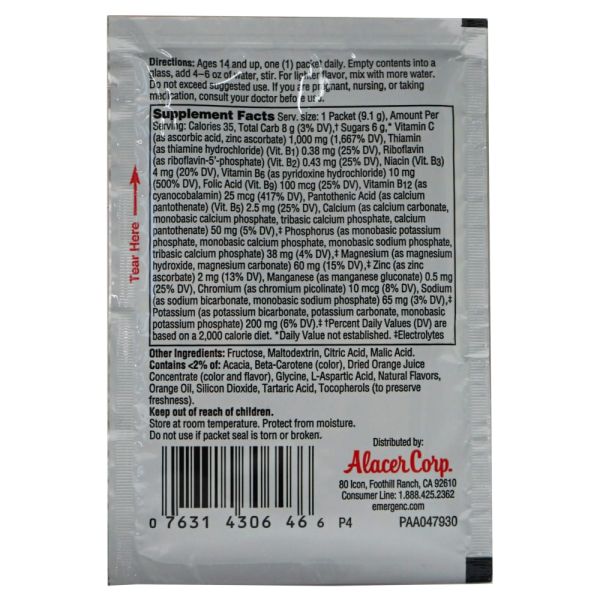 Directions: Ages 14 and up, one (1) packet daily. Empty contents into a
glass, add 4–6 oz of water, stir. For lighter flavor, mix with more water.
Do not exceed suggested use. If you are pregnant, nursing, or taking
medication, consult your doctor before use.
Supplement Facts Serv. size: 1 Packet (9.1 g), Amount Per
Serving: Calories 35, Total Carb 8 g (3% DV),† Sugars 6 g,* Vitamin C
(as ascorbic acid, zinc ascorbate) 1,000 mg (1,667% DV), Thiamin
(as thiamine hydrochloride) (Vit. B1) 0.38 mg (25% DV), Riboflavin
(as riboflavin-5'-phosphate) (Vit. B2) 0.43 mg (25% DV), Niacin (Vit. B3)
4 mg (20% DV), Vitamin B6 (as pyridoxine hydrochloride) 10 mg
(500% DV), Folic Acid (Vit. B9) 100 mcg (25% DV), Vitamin B12 (as
cyanocobalamin) 25 mcg (417% DV), Pantothenic Acid (as calcium
pantothenate) (Vit. B5) 2.5 mg (25% DV), Calcium (as calcium carbonate,
monobasic calcium phosphate, tribasic calcium phosphate, calcium
pantothenate) 50 mg (5% DV),‡ Phosphorus (as monobasic potassium
phosphate, monobasic calcium phosphate, monobasic sodium phosphate,
tribasic calcium phosphate) 38 mg (4% DV),‡ Magnesium (as magnesium
hydroxide, magnesium carbonate) 60 mg (15% DV),‡ Zinc (as zinc
ascorbate) 2 mg (13% DV), Manganese (as manganese gluconate) 0.5 mg
(25% DV), Chromium (as chromium picolinate) 10 mcg (8% DV), Sodium
(as sodium bicarbonate, monobasic sodium phosphate) 65 mg (3% DV),‡
Potassium (as potassium bicarbonate, potassium carbonate, monobasic
potassium phosphate) 200 mg (6% DV).‡ †Percent Daily Values (DV) are
based on a 2,000 calorie diet. *Daily Value not established. ‡Electrolytes
Tear Here
Other Ingredients: Fructose, Maltodextrin, Citric Acid, Malic Acid.
Contains <2% of: Acacia, Beta-Carotene (color), Dried Orange Juice
Concentrate (color and flavor), Glycine, L-Aspartic Acid, Natural Flavors,
Orange Oil, Silicon Dioxide, Tartaric Acid, Tocopherols (to preserve
freshness).
Keep out of reach of children.
Store at room temperature. Protect from moisture.
Do not use if packet seal is torn or broken.
Distributed by:
Alacer Corp.
80 Icon, Foothill Ranch, CA 92610
Consumer Line: 1.888.425.2362
emergenc.com
0 76314 30646 6 P4 PAA047930